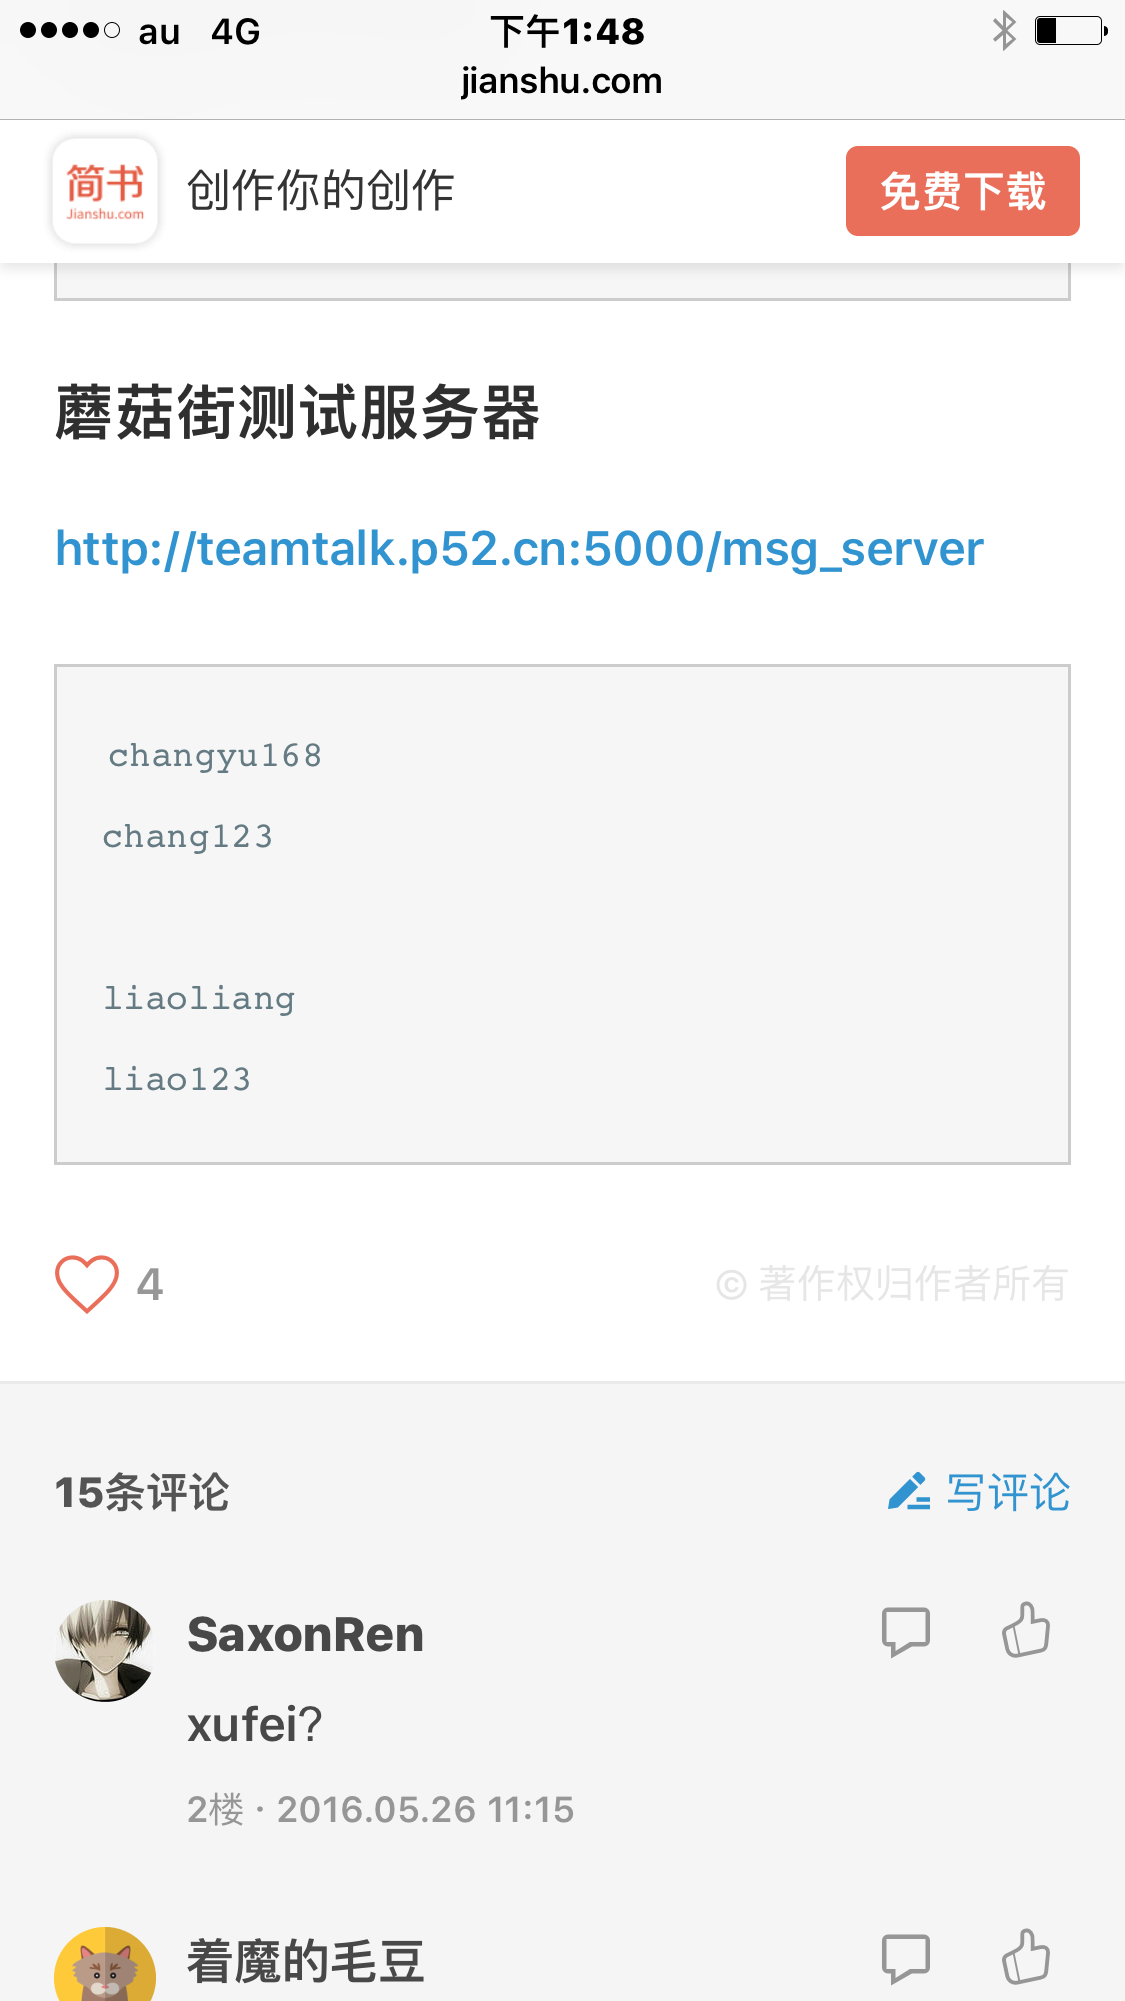 au 4G 下午1:48
jianshu.com
简书
Jianshu.com
创作你的创作
免费下载
蘑菇街测试服务器
http://teamtalk.p52.cn:5000/msg_server
changyu168
chang123
liaoliang
liao123
4
© 著作权归作者所有
15条评论
写评论
SaxonRen
xufei?
2楼 · 2016.05.26 11:15
着魔的毛豆